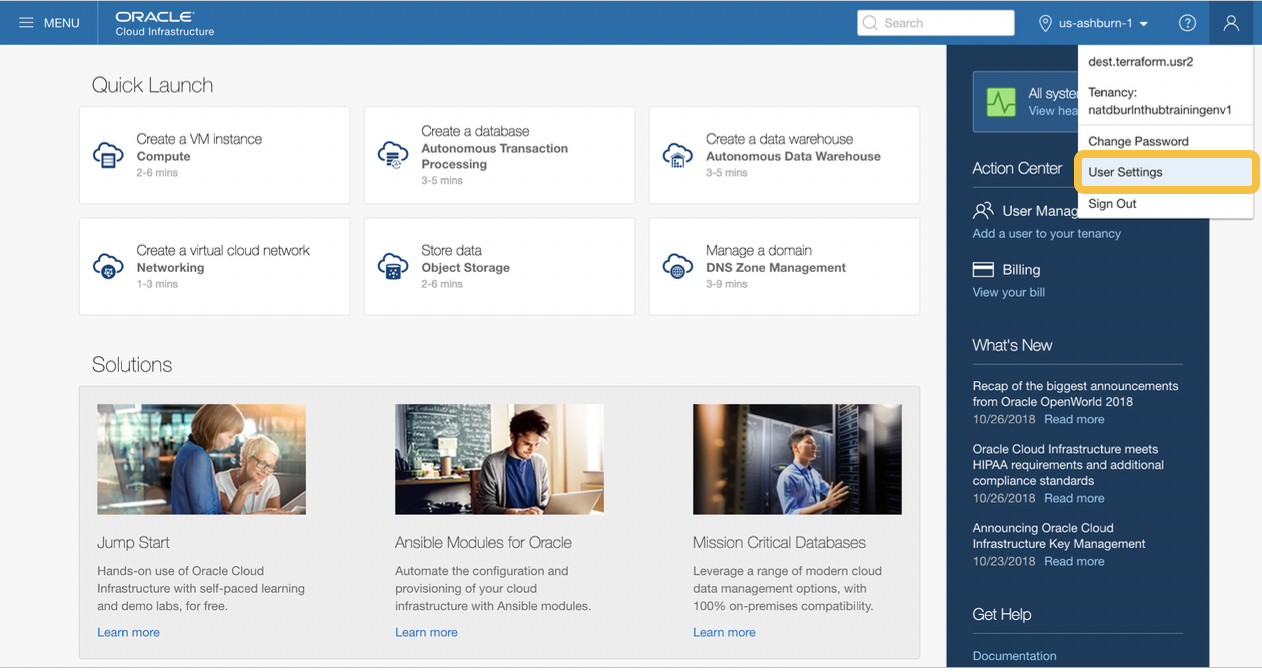 MENU
ORACLE
Cloud Infrastructure
Search
us-ashburn-1
?
dest.terraform.usr2
Tenancy:
natdburlnthubtrainingenv1
Change Password
User Settings
Sign Out
Quick Launch
Create a VM instance
Compute
2-6 mins
Create a database
Autonomous Transaction
Processing
3-5 mins
Create a data warehouse
Autonomous Data Warehouse
3-5 mins
Create a virtual cloud network
Networking
1-3 mins
Store data
Object Storage
2-6 mins
Manage a domain
DNS Zone Management
3-9 mins
Solutions
Jump Start
Hands-on use of Oracle Cloud
Infrastructure with self-paced learning
and demo labs, for free.
Learn more
Ansible Modules for Oracle
Automate the configuration and
provisioning of your cloud
infrastructure with Ansible modules.
Learn more
Mission Critical Databases
Leverage a range of modern cloud
data management options, with
100% on-premises compatibility.
Learn more
All syste
View hea
Action Center
User Manag
Add a user to your tenancy
Billing
View your bill
What's New
Recap of the biggest announcements
from Oracle OpenWorld 2018
10/26/2018 Read more
Oracle Cloud Infrastructure meets
HIPAA requirements and additional
compliance standards
10/26/2018 Read more
Announcing Oracle Cloud
Infrastructure Key Management
10/23/2018 Read more
Get Help
Documentation